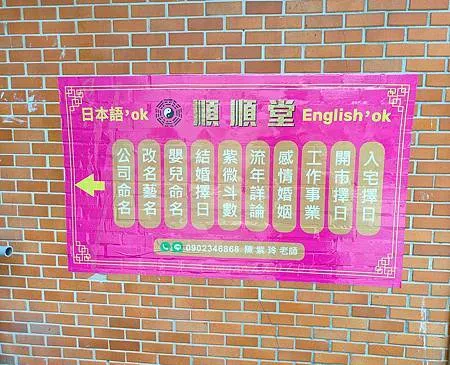 日本語’ok 順順堂 English’ok
入宅擇日
開市擇日
工作事業
感情婚姻
流年詳論
紫微斗數
結婚擇日
嬰兒命名
改名藝名
公司命名
0902346868 陳紫玲老師